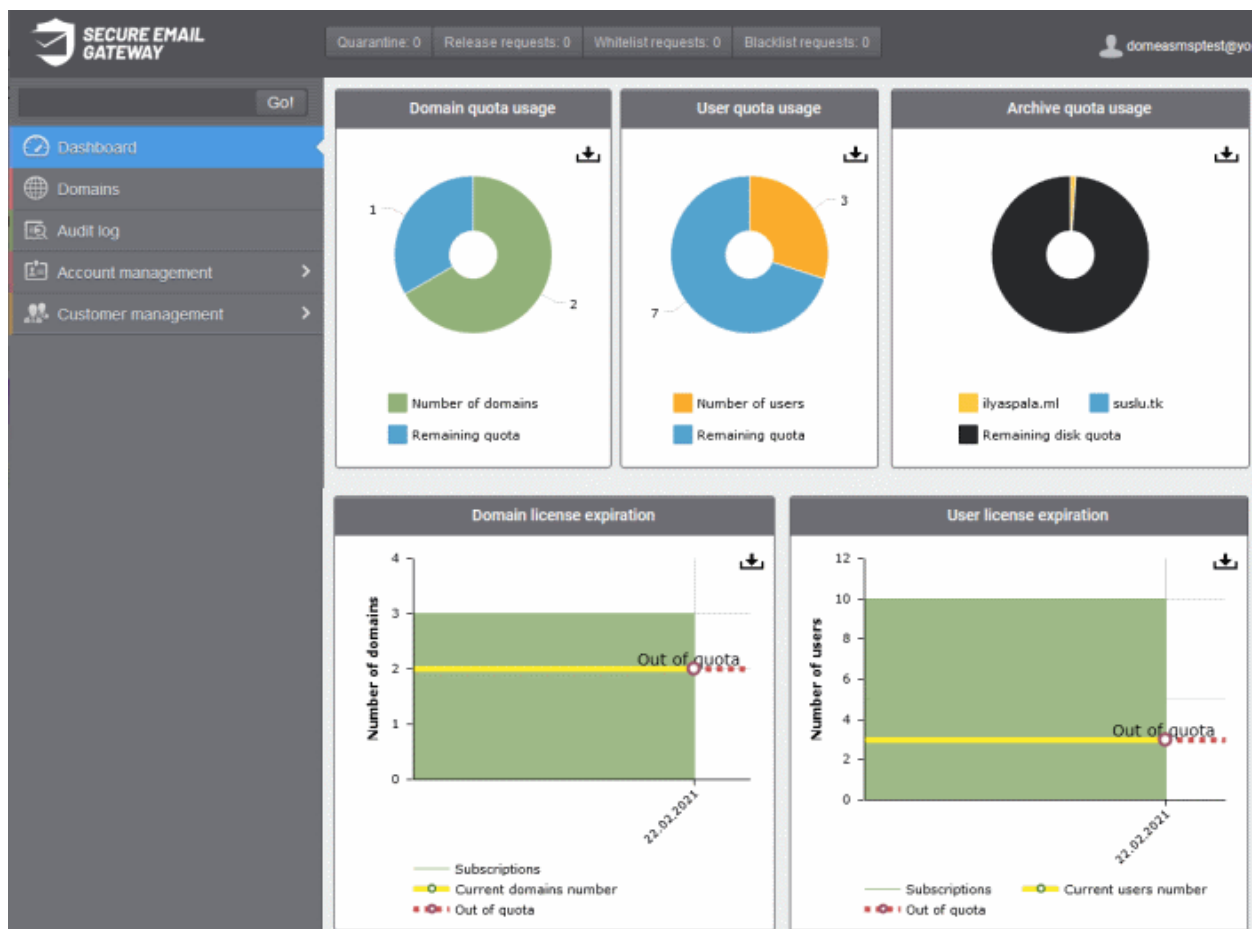 SECURE EMAIL
GATEWAY
Quarantine: 0 Release requests: 0 Whitelist requests: 0 Blacklist requests: 0
domeasmsptest@yo
Go!
Dashboard
Domains
Audit log
Account management
Customer management
Domain quota usage
1
2
Number of domains
Remaining quota
User quota usage
3
7
Number of users
Remaining quota
Archive quota usage
ilyaspala.ml suslu.tk
Remaining disk quota
Domain license expiration
Number of domains
4
3
2
1
0
Out of quota
22.02.2021
Subscriptions
Current domains number
Out of quota
User license expiration
Number of users
12
10
8
6
4
2
0
Out of quota
22.02.2021
Subscriptions Current users number
Out of quota